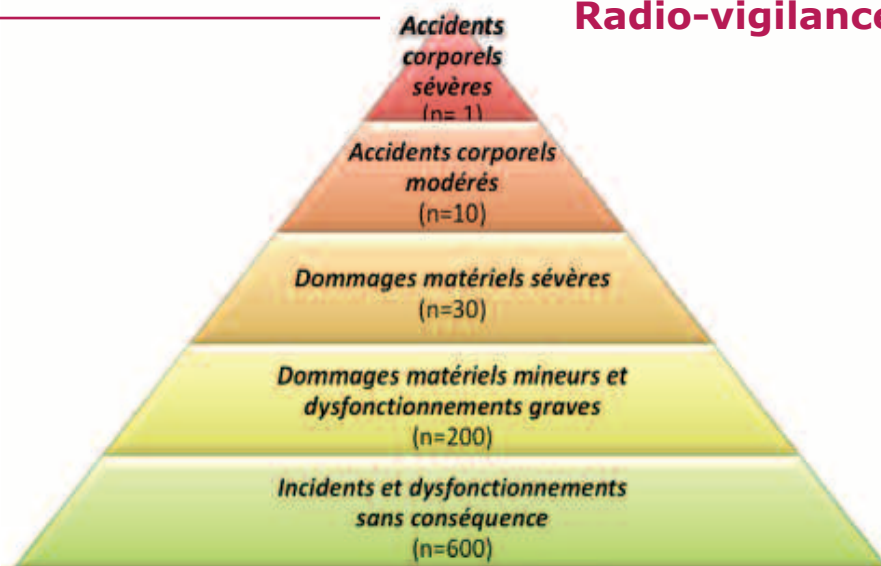 Radio-vigilance
Accidents
corporels
sévères
(n= 1)
Accidents corporels
modérés
(n=10)
Dommages matériels sévères
(n=30)
Dommages matériels mineurs et
dysfonctionnements graves
(n=200)
Incidents et dysfonctionnements
sans conséquence
(n=600)